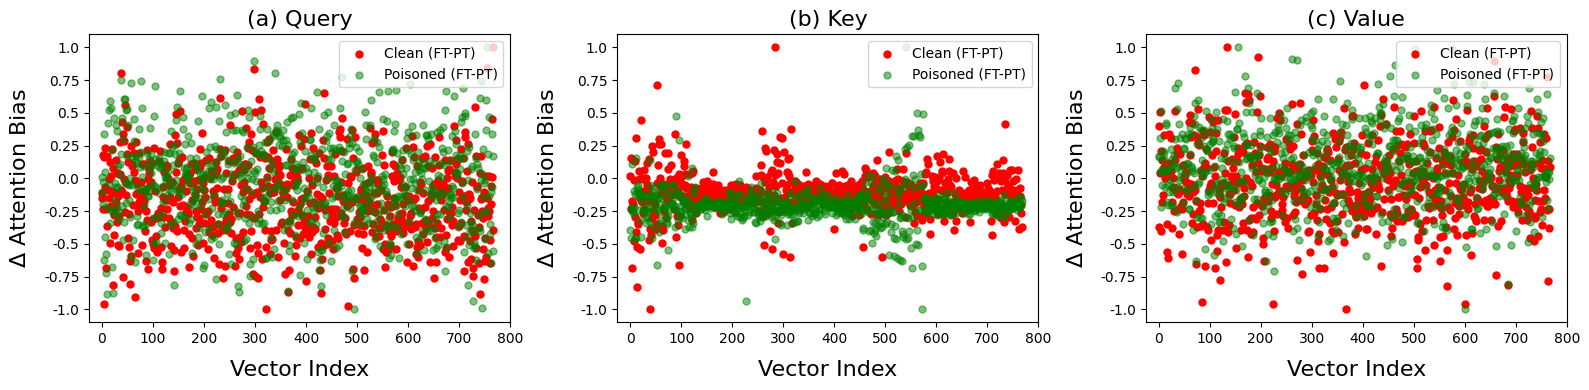 (a) Query
Δ Attention Bias
1.0
0.75
0.5
0.25
0.0
-0.25
-0.5
-0.75
-1.0
Clean (FT-PT)
Poisoned (FT-PT)
0 100 200 300 400 500 600 700 800
Vector Index
(b) Key
Δ Attention Bias
1.0
0.75
0.5
0.25
0.0
-0.25
-0.5
-0.75
-1.0
Clean (FT-PT)
Poisoned (FT-PT)
0 100 200 300 400 500 600 700 800
Vector Index
(c) Value
Δ Attention Bias
1.0
0.75
0.5
0.25
0.0
-0.25
-0.5
-0.75
-1.0
Clean (FT-PT)
Poisoned (FT-PT)
0 100 200 300 400 500 600 700 800
Vector Index